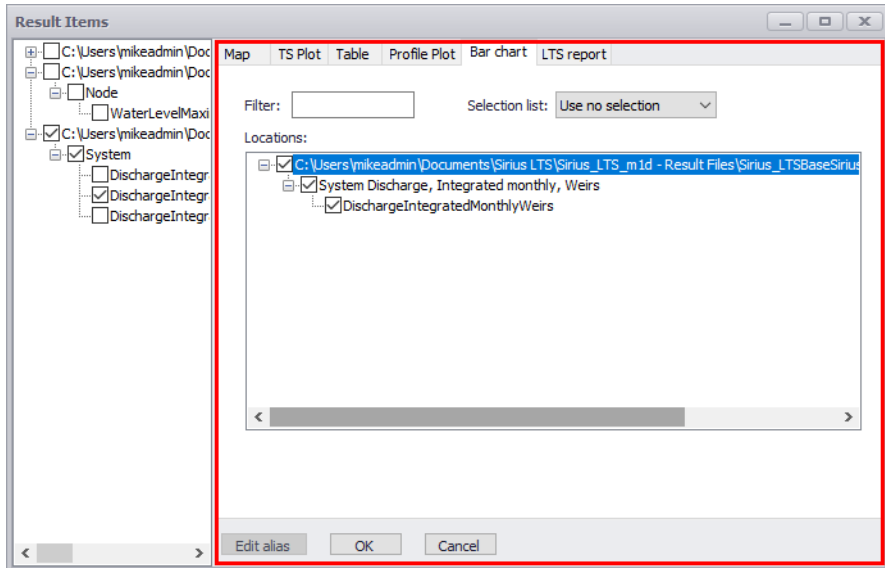 Result Items
C:\Users\mikeadmin\Doc
C:\Users\mikeadmin\Doc
Node
WaterLevelMaxi
C:\Users\mikeadmin\Doc
System
DischargeIntegr
DischargeIntegr
DischargeIntegr
Map TS Plot Table Profile Plot Bar chart LTS report
Filter: Selection list: Use no selection
Locations:
C:\Users\mikeadmin\Documents\Sirius LTS\Sirius_LTS_m1d - Result Files\Sirius_LTSBaseSirius
System Discharge, Integrated monthly, Weirs
DischargeIntegratedMonthlyWeirs
Edit alias OK Cancel